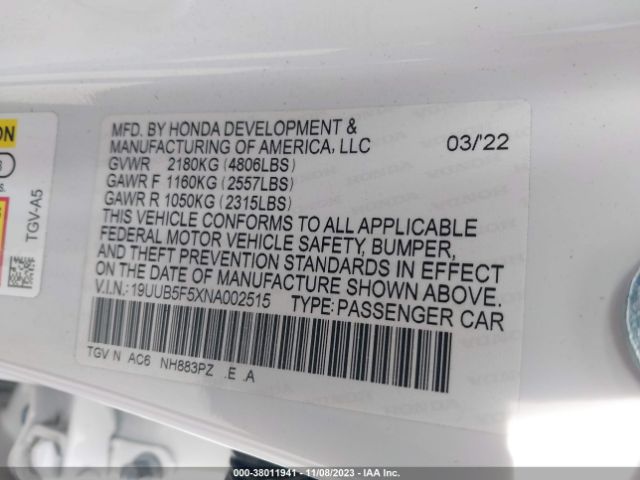 MFD. BY HONDA DEVELOPMENT &
MANUFACTURING OF AMERICA, LLC 03/'22
GVWR 2180KG (4806LBS)
GAWR F 1160KG (2557LBS)
GAWR R 1050KG (2315LBS)
THIS VEHICLE CONFORMS TO ALL APPLICABLE
FEDERAL MOTOR VEHICLE SAFETY, BUMPER,
AND THEFT PREVENTION STANDARDS IN EFFECT
ON THE DATE OF MANUFACTURE SHOWN ABOVE.
V.I.N.: 19UUB5F5XNA002515 TYPE: PASSENGER CAR
TGV N AC6 NH883PZ .E .A
TGV-A5
ON
s.
000-38011941 - 11/08/2023 - IAA Inc.